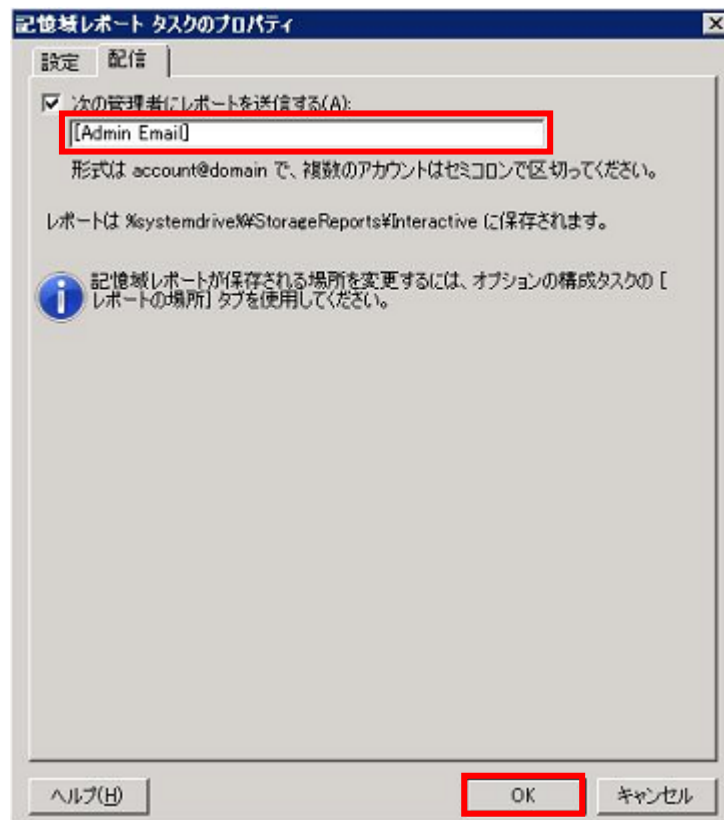 記憶域レポート タスクのプロパティ
設定 配信
次の管理者にレポートを送信する(A):
[Admin Email]
形式は account@domain で、複数のアカウントはセミコロンで区切ってください。
レポートは %systemdrive%¥StorageReports¥Interactive に保存されます。
記憶域レポートが保存される場所を変更するには、オプションの構成タスクの [
レポートの場所] タブを使用してください。
ヘルプ(H) OK キャンセル